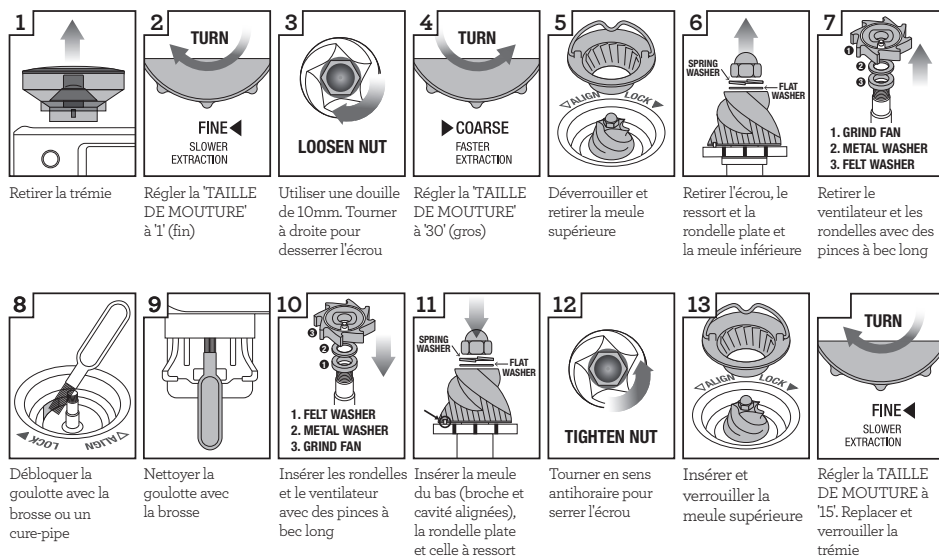 1
Retirer la trémie
2
TURN
FINE ◀
SLOWER
EXTRACTION
Régler la 'TAILLE
DE MOUTURE'
à '1' (fin)
3
LOOSEN NUT
Utiliser une douille
de 10mm. Tourner
à droite pour
desserrer l'écrou
4
TURN
▶ COARSE
FASTER
EXTRACTION
Régler la 'TAILLE
DE MOUTURE'
à '30' (gros)
5
▽ALIGN LOCK▶
Déverrouiller et
retirer la meule
supérieure
6
SPRING
WASHER
FLAT
WASHER
Retirer l'écrou, le
ressort et la
rondelle plate et
la meule inférieure
7
1
2
3
1. GRIND FAN
2. METAL WASHER
3. FELT WASHER
Retirer le
ventilateur et les
rondelles avec des
pinces à bec long
8
LOCK▶ ▽ALIGN
Débloquer la
goulotte avec la
brosse ou un
cure-pipe
9
Nettoyer la
goulotte avec
la brosse
10
3
2
1
1. FELT WASHER
2. METAL WASHER
3. GRIND FAN
Insérer les rondelles
et le ventilateur
avec des pinces à
bec long
11
SPRING
WASHER
FLAT
WASHER
Insérer la meule
du bas (broche et
cavité alignées),
la rondelle plate
et celle à ressort
12
TIGHTEN NUT
Tourner en sens
antihoraire pour
serrer l'écrou
13
▽ALIGN LOCK▶
Insérer et
verrouiller la
meule supérieure
TURN
FINE ◀
SLOWER
EXTRACTION
Régler la TAILLE
DE MOUTURE à
'15'. Replacer et
verrouiller la
trémie